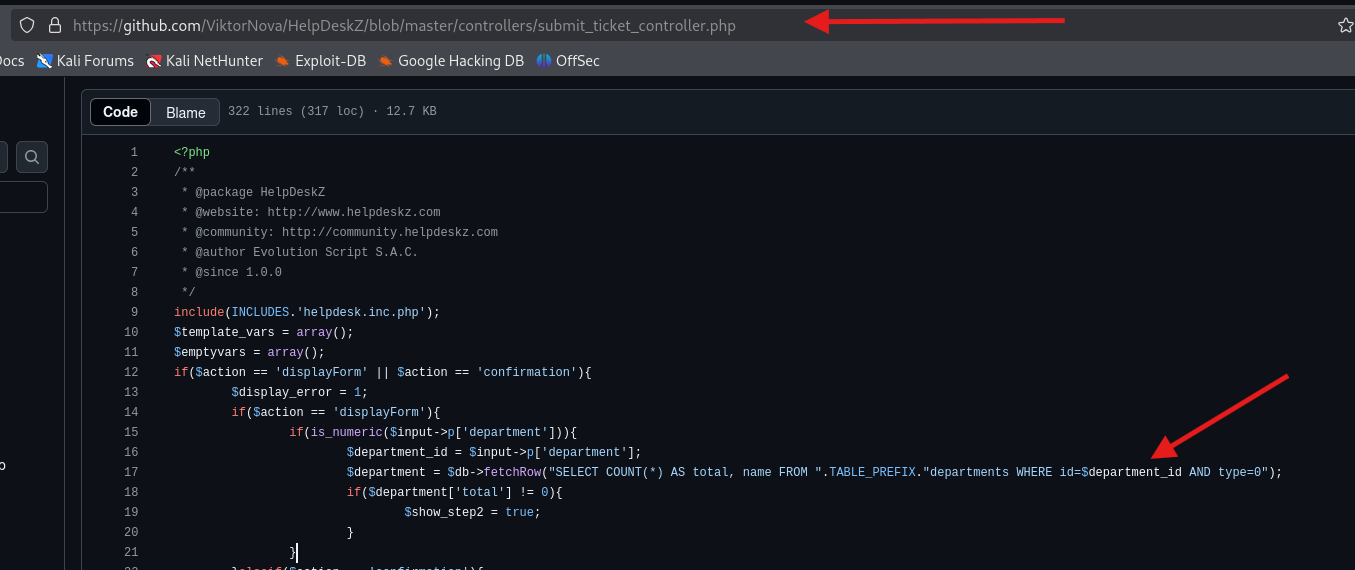 https://github.com/ViktorNova/HelpDeskZ/blob/master/controllers/submit_ticket_controller.php
Docs Kali Forums Kali NetHunter Exploit-DB Google Hacking DB OffSec
Code Blame 322 lines (317 loc) · 12.7 KB
1 <?php
2 /**
3 * @package HelpDeskZ
4 * @website: http://www.helpdeskz.com
5 * @community: http://community.helpdeskz.com
6 * @author Evolution Script S.A.C.
7 * @since 1.0.0
8 */
9 include(INCLUDES.'helpdesk.inc.php');
10 $template_vars = array();
11 $emptyvars = array();
12 if($action == 'displayForm' || $action == 'confirmation'){
13 $display_error = 1;
14 if($action == 'displayForm'){
15 if(is_numeric($input->p['department'])){
16 $department_id = $input->p['department'];
17 $department = $db->fetchRow("SELECT COUNT(*) AS total, name FROM ".TABLE_PREFIX."departments WHERE id=$department_id AND type=0");
18 if($department['total'] != 0){
19 $show_step2 = true;
20 }
21 }